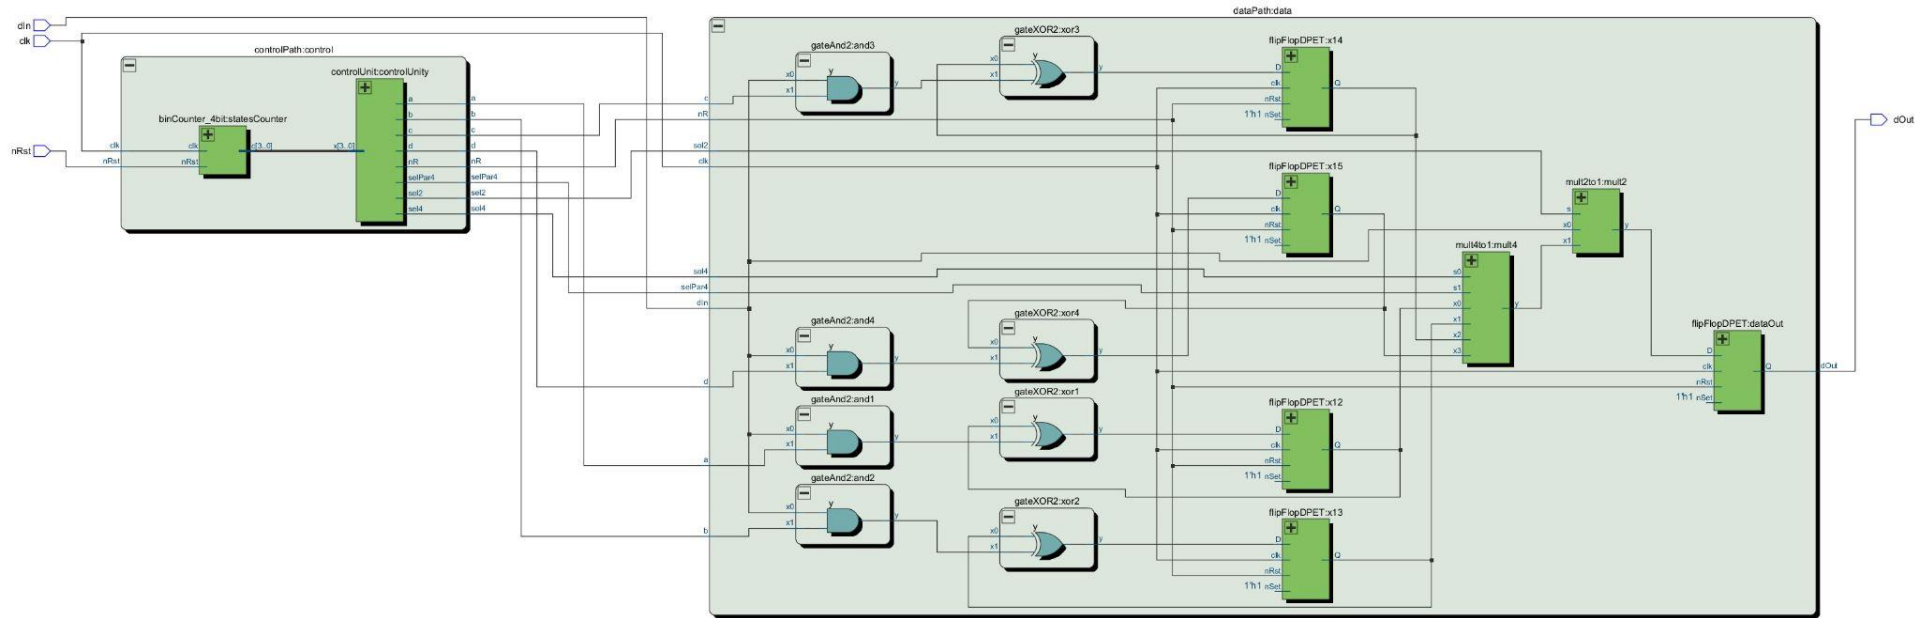 dIn
clk
nRst
controlPath:control
binCounter_4bit:statesCounter
clk
nRst
clk
nRst
c[3..0]
controlUnit:controlUnity
x[3..0]
a
b
c
d
nR
selPar4
sel2
sel4
a
b
c
d
nR
selPar4
sel2
sel4
dataPath:data
c
nR
sel2
clk
sel4
selPar4
dIn
d
a
b
gateAnd2:and3
x0
x1
y
y
gateXOR2:xor3
x0
x1
y
y
flipFlopDPET:x14
D
clk
nRst
1'h1 nSet
Q
flipFlopDPET:x15
D
clk
nRst
1'h1 nSet
Q
mult2to1:mult2
s
x0
x1
y
mult4to1:mult4
s0
s1
x0
x1
x2
x3
y
gateAnd2:and4
x0
x1
y
y
gateXOR2:xor4
x0
x1
y
y
gateAnd2:and1
x0
x1
y
y
gateXOR2:xor1
x0
x1
y
y
flipFlopDPET:x12
D
clk
nRst
1'h1 nSet
Q
gateAnd2:and2
x0
x1
y
y
gateXOR2:xor2
x0
x1
y
y
flipFlopDPET:x13
D
clk
nRst
1'h1 nSet
Q
flipFlopDPET:dataOut
D
clk
nRst
1'h1 nSet
Q
dOut
dOut